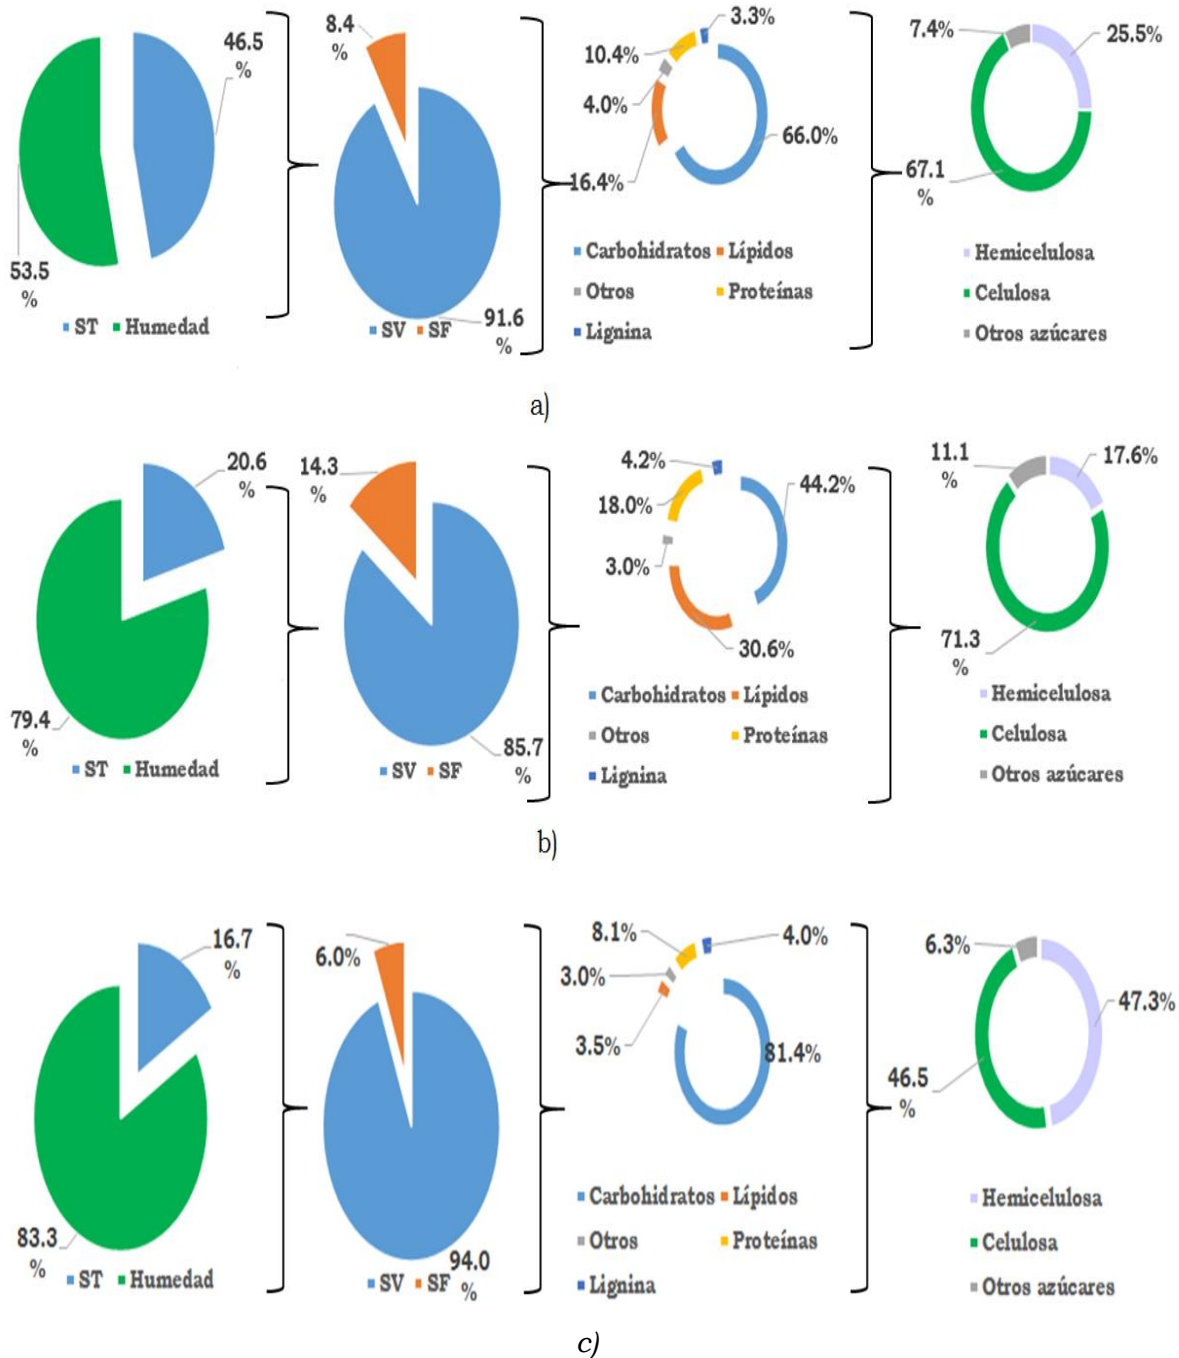 46.5
%
53.5
%
ST Humedad
8.4
%
91.6
%
SV SF
3.3%
10.4%
4.0%
66.0%
16.4%
Carbohidratos Lípidos
Otros Proteínas
Lignina
7.4%
25.5%
67.1
%
Hemicelulosa
Celulosa
Otros azúcares
a)
20.6
%
79.4
%
ST Humedad
14.3
%
85.7
%
SV SF
4.2%
44.2%
18.0%
3.0%
30.6%
Carbohidratos Lípidos
Otros Proteínas
Lignina
11.1
%
17.6%
71.3
%
Hemicelulosa
Celulosa
Otros azúcares
b)
16.7
%
83.3
%
ST Humedad
6.0%
94.0
%
SV SF
8.1%
4.0%
3.0%
3.5%
81.4%
Carbohidratos Lípidos
Otros Proteínas
Lignina
6.3%
47.3%
46.5
%
Hemicelulosa
Celulosa
Otros azúcares
c)